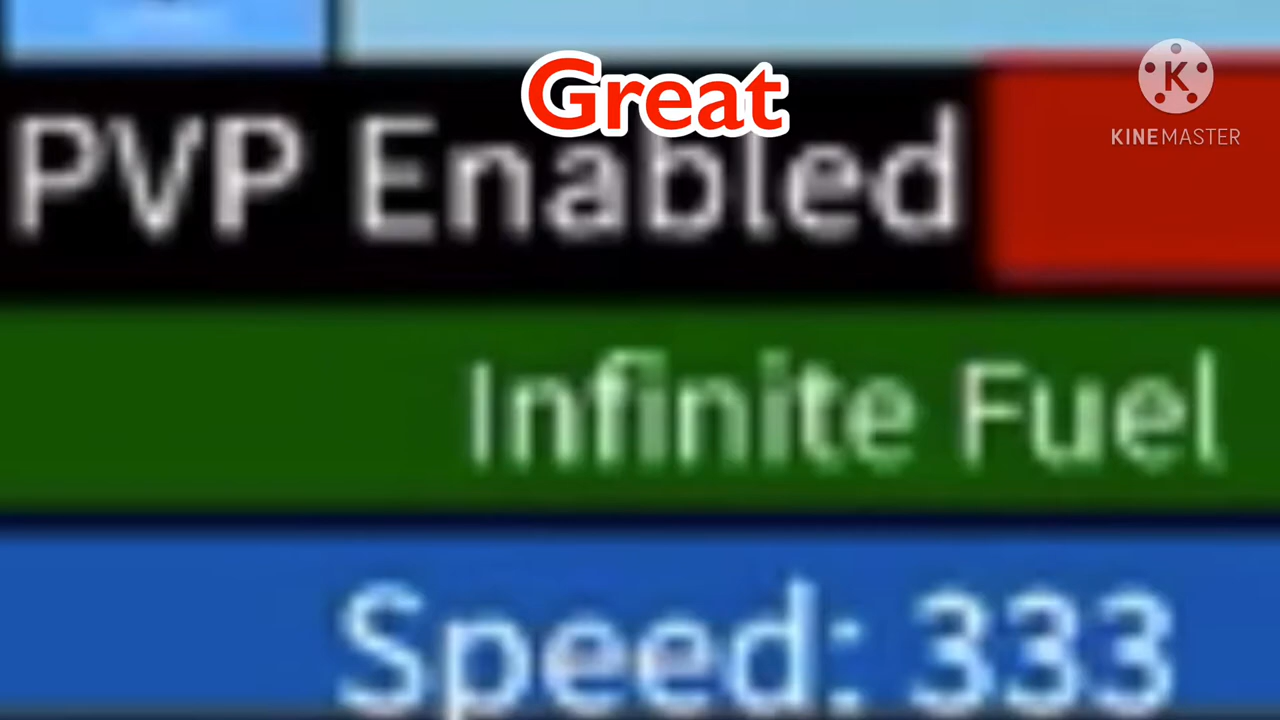 Great
KINEMASTER
PVP Enabled
Infinite Fuel
Speed: 333